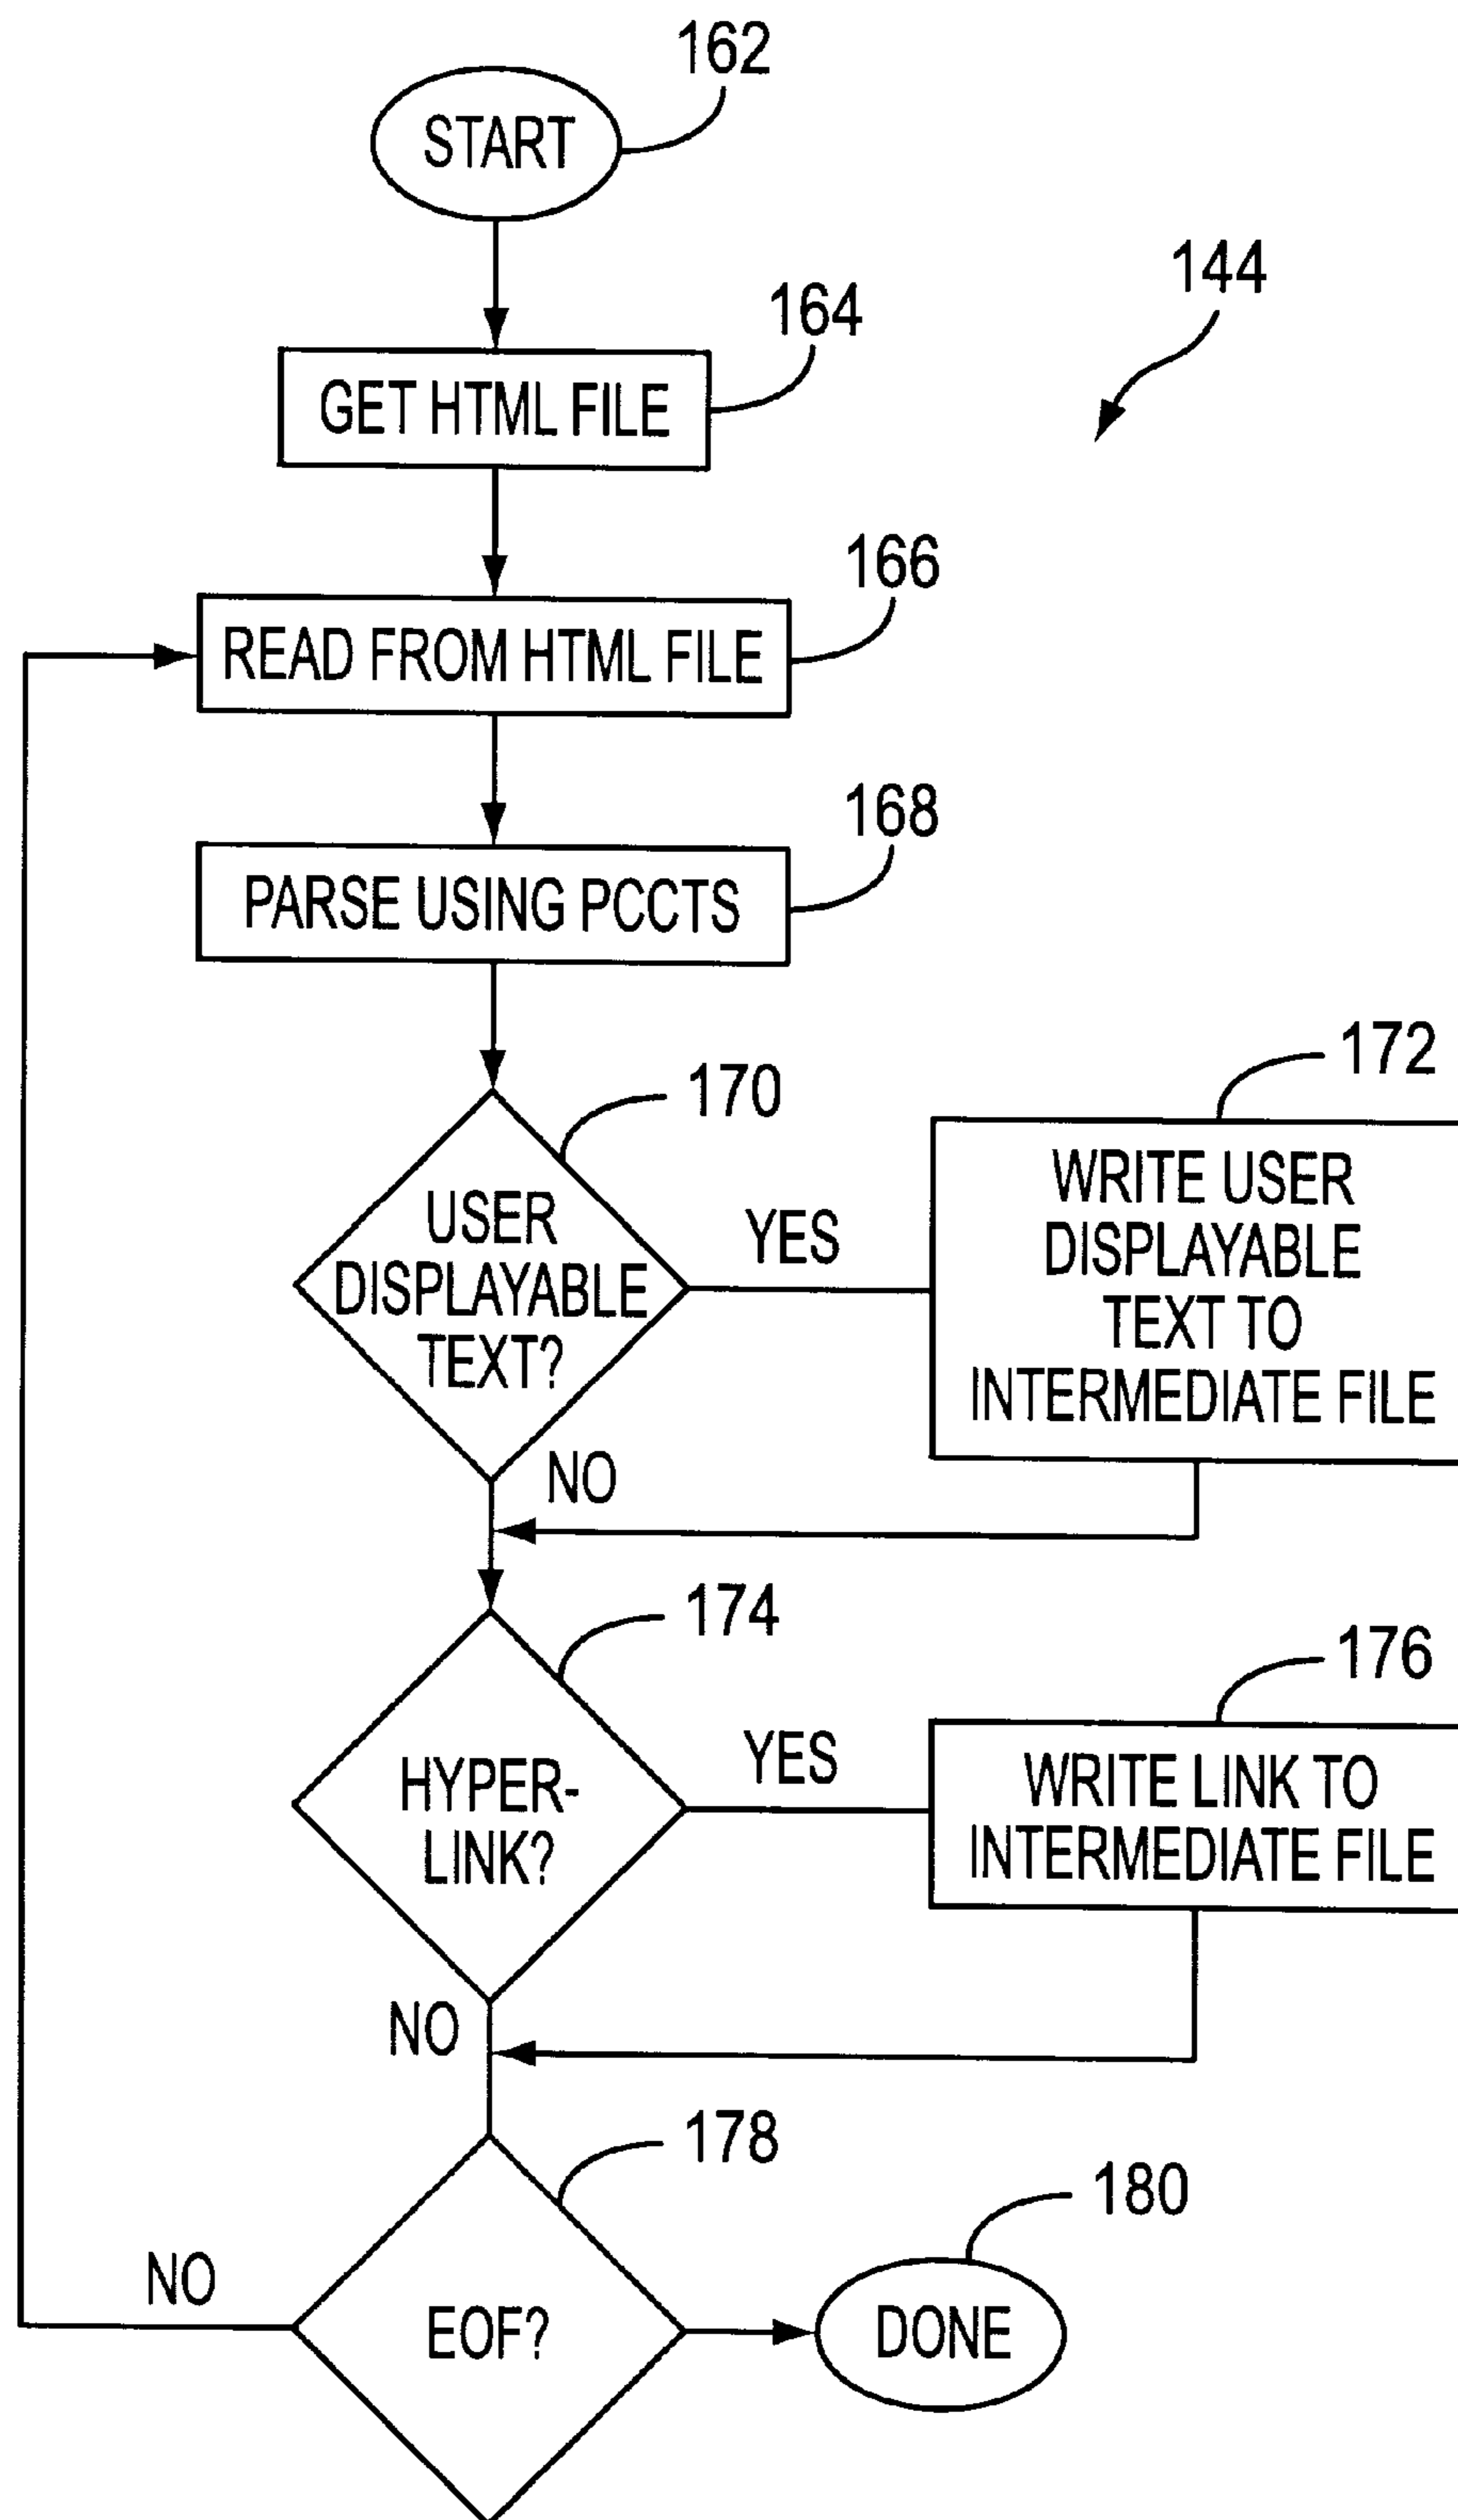 162
START
144
164
GET HTML FILE
166
READ FROM HTML FILE
168
PARSE USING PCCTS
170
172
USER
DISPLAYABLE
TEXT?
YES
WRITE USER
DISPLAYABLE
TEXT TO
INTERMEDIATE FILE
NO
174
176
HYPER-
LINK?
YES
WRITE LINK TO
INTERMEDIATE FILE
NO
178
180
NO
EOF?
DONE